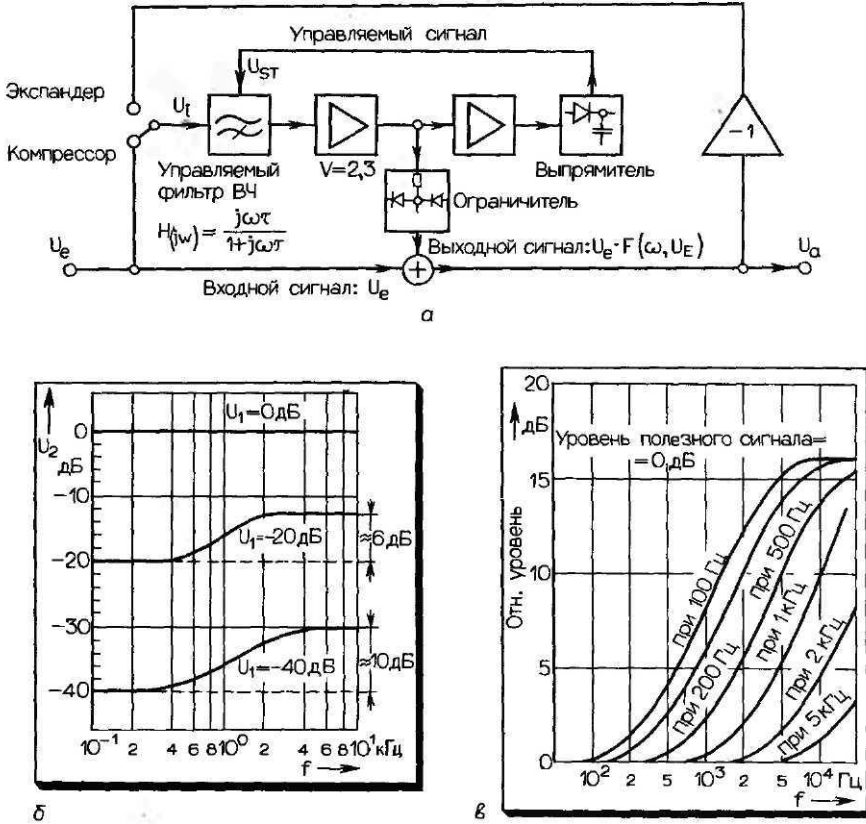 Управляемый сигнал
U_ST
Экспандер
U_I
Компрессор
Управляемый
фильтр ВЧ
V=2,3
Выпрямитель
-1
Ограничитель
H(jw) = jωτ / 1+jωτ
U_e
Выходной сигнал: U_e·F(ω,U_E)
U_a
Входной сигнал: U_e
а
U_2
дБ
0
-10
-20
-30
-40
U_1=0дБ
U_1=-20дБ
≈6дБ
U_1=-40дБ
≈10дБ
10^-1 2 4 6 8 10^0 2 4 6 8 10^1 кГц
f
б
20
15
10
5
0
дБ
Отн. уровень
Уровень полезного сигнала=
=0дБ
при 100 Гц
при 200 Гц
при 500 Гц
при 1 кГц
при 2 кГц
при 5 кГц
10^2 2 5 10^3 2 5 10^4 Гц
f
в